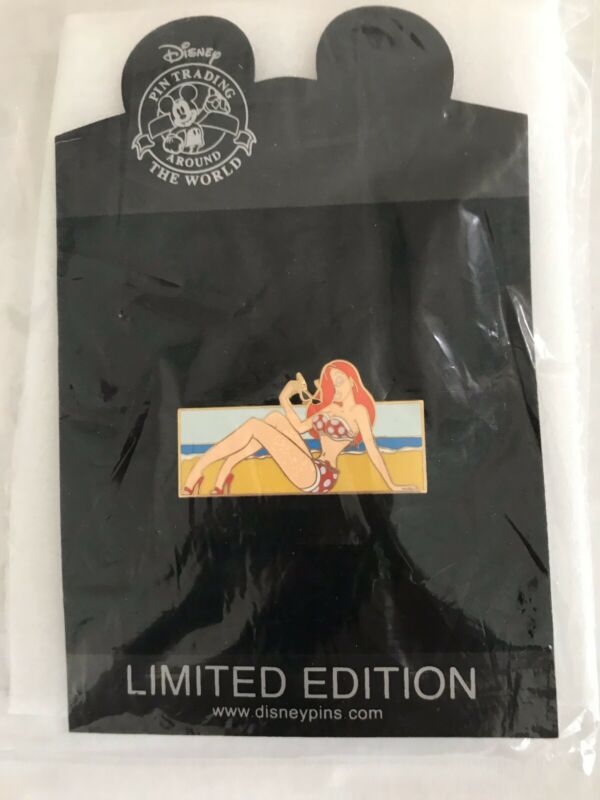 Disney
PIN TRADING
AROUND
THE WORLD
LIMITED EDITION
www.disneypins.com